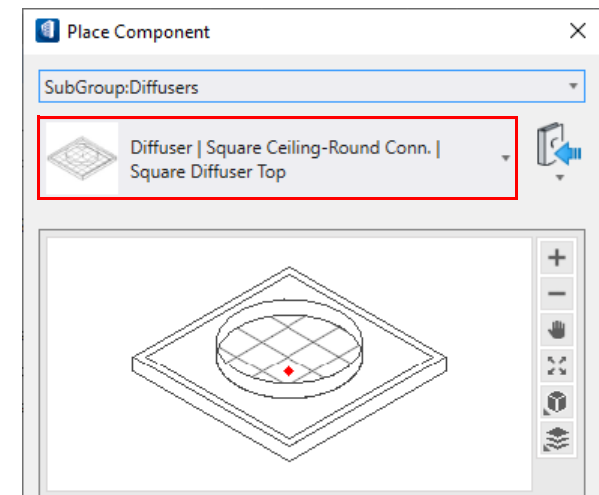 Place Component
SubGroup:Diffusers
Diffuser | Square Ceiling-Round Conn. |
Square Diffuser Top